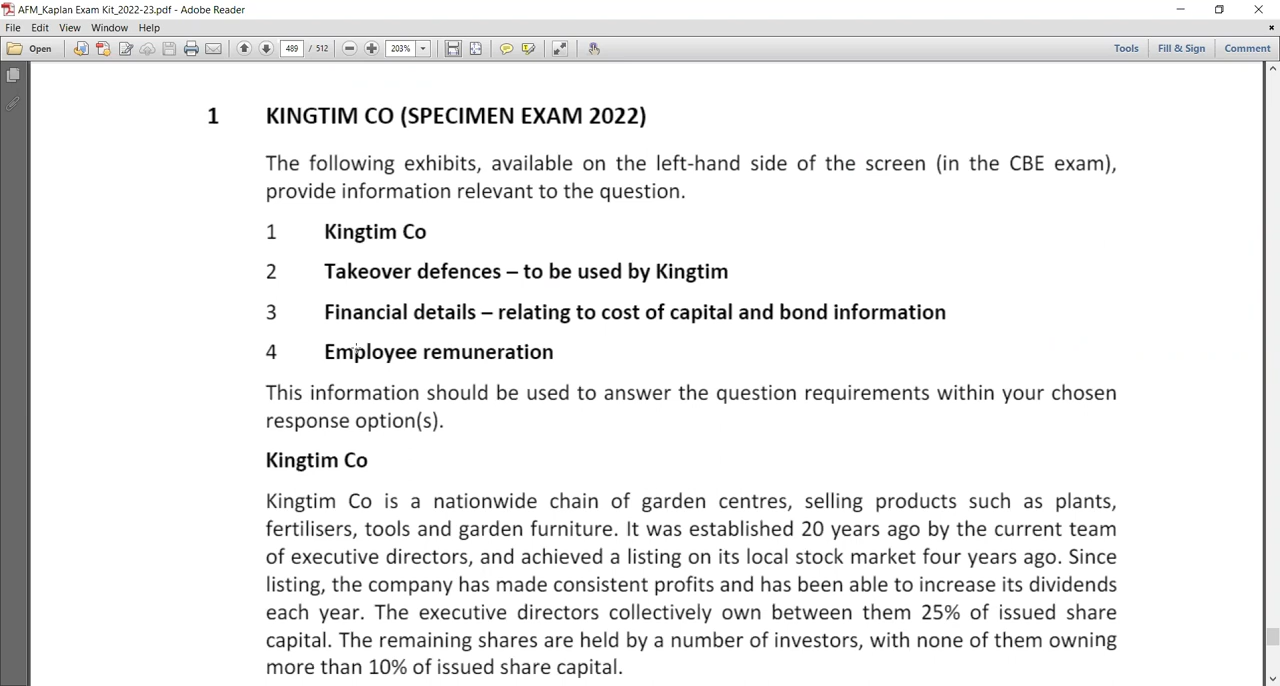 AFM_Kaplan Exam Kit_2022-23.pdf - Adobe Reader
File Edit View Window Help
Open 489 / 512 203% Tools Fill & Sign Comment
1 KINGTIM CO (SPECIMEN EXAM 2022)
The following exhibits, available on the left-hand side of the screen (in the CBE exam),
provide information relevant to the question.
1 Kingtim Co
2 Takeover defences – to be used by Kingtim
3 Financial details – relating to cost of capital and bond information
4 Employee remuneration
This information should be used to answer the question requirements within your chosen
response option(s).
Kingtim Co
Kingtim Co is a nationwide chain of garden centres, selling products such as plants,
fertilisers, tools and garden furniture. It was established 20 years ago by the current team
of executive directors, and achieved a listing on its local stock market four years ago. Since
listing, the company has made consistent profits and has been able to increase its dividends
each year. The executive directors collectively own between them 25% of issued share
capital. The remaining shares are held by a number of investors, with none of them owning
more than 10% of issued share capital.